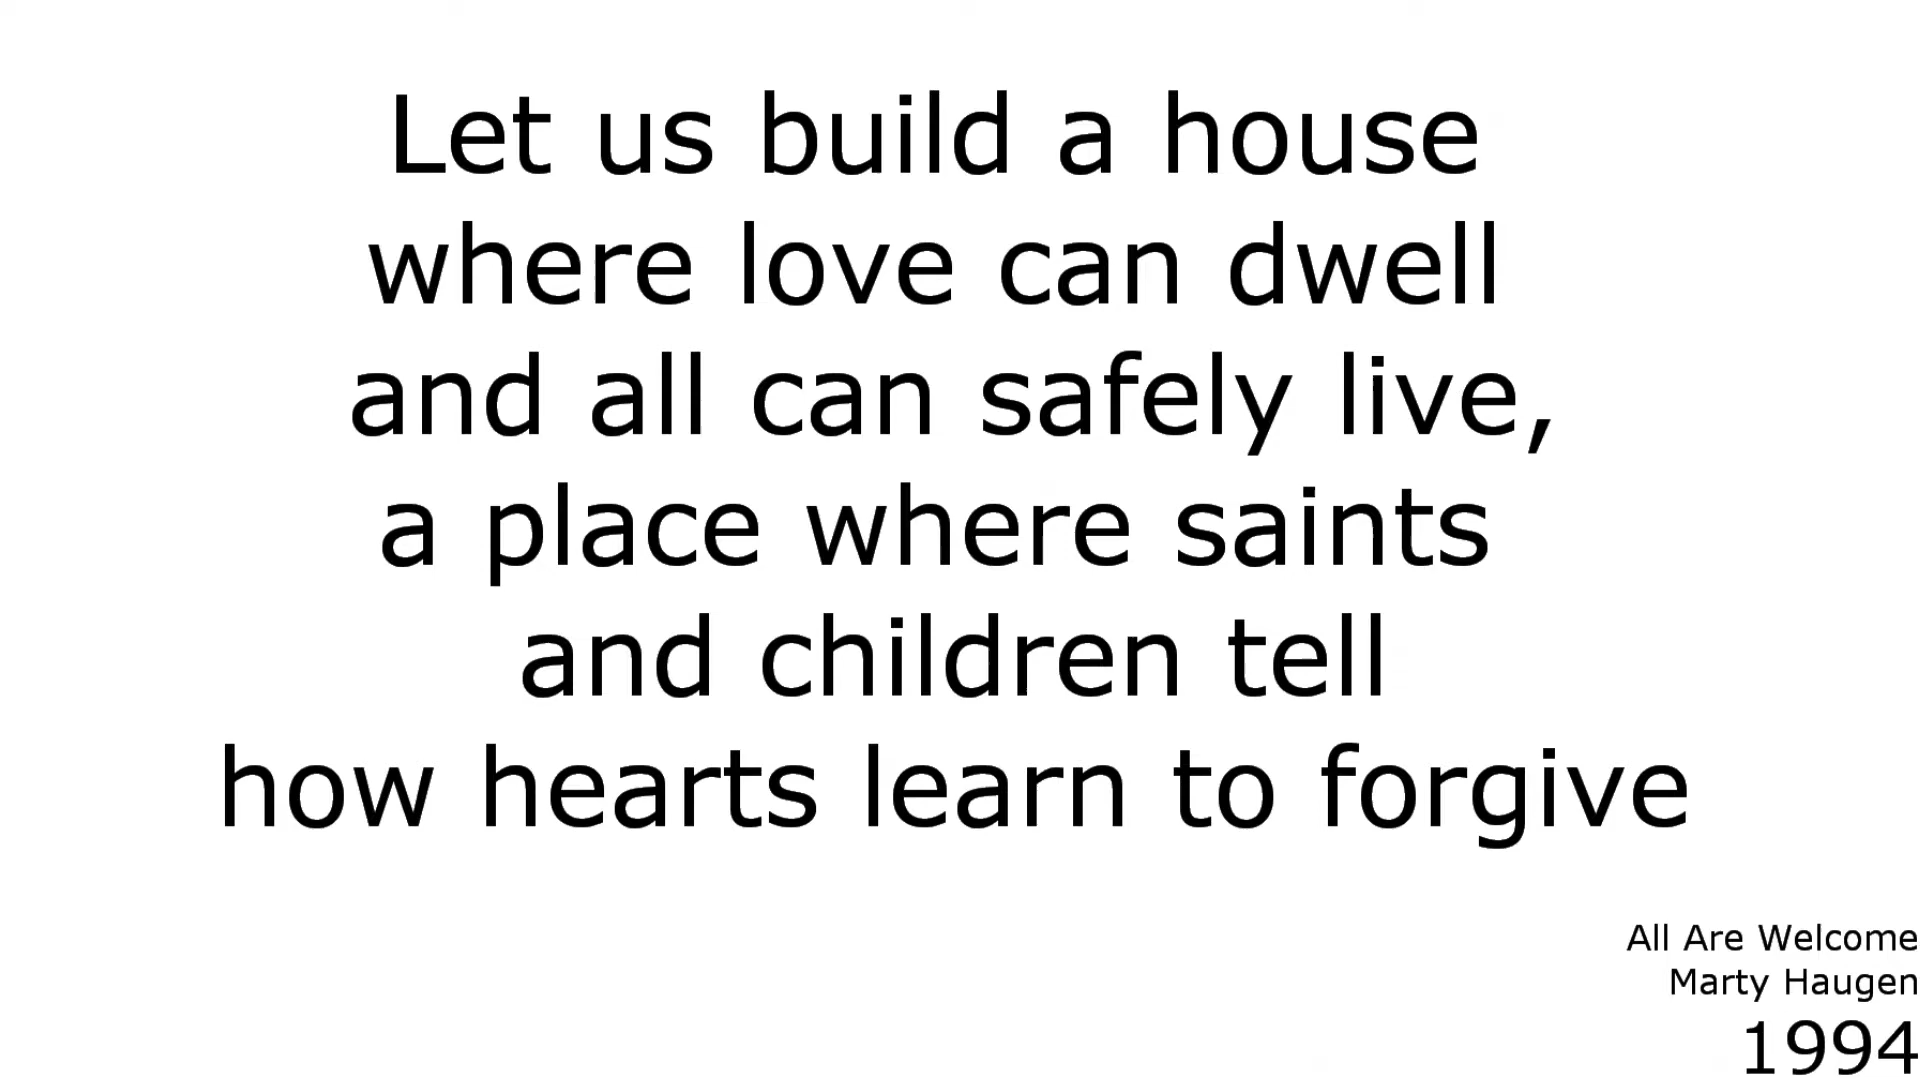 Let us build a house
where love can dwell
and all can safely live,
a place where saints
and children tell
how hearts learn to forgive
All Are Welcome
Marty Haugen
1994